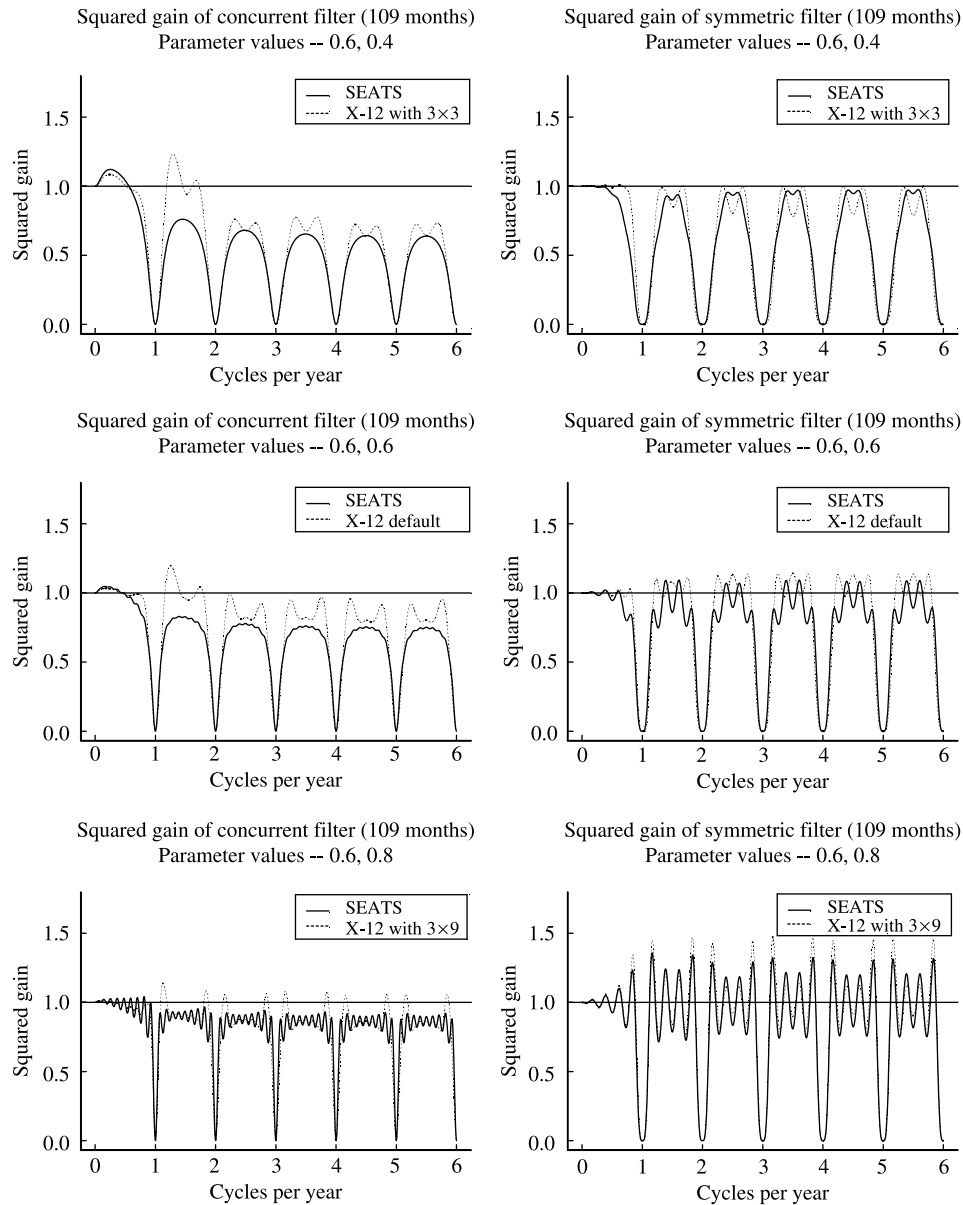 Squared gain of concurrent filter (109 months)
Parameter values -- 0.6, 0.4
SEATS
X-12 with 3×3
1.5
1.0
0.5
0.0
Squared gain
0 1 2 3 4 5 6
Cycles per year
Squared gain of symmetric filter (109 months)
Parameter values -- 0.6, 0.4
SEATS
X-12 with 3×3
1.5
1.0
0.5
0.0
Squared gain
0 1 2 3 4 5 6
Cycles per year
Squared gain of concurrent filter (109 months)
Parameter values -- 0.6, 0.6
SEATS
X-12 default
1.5
1.0
0.5
0.0
Squared gain
0 1 2 3 4 5 6
Cycles per year
Squared gain of symmetric filter (109 months)
Parameter values -- 0.6, 0.6
SEATS
X-12 default
1.5
1.0
0.5
0.0
Squared gain
0 1 2 3 4 5 6
Cycles per year
Squared gain of concurrent filter (109 months)
Parameter values -- 0.6, 0.8
SEATS
X-12 with 3×9
1.5
1.0
0.5
0.0
Squared gain
0 1 2 3 4 5 6
Cycles per year
Squared gain of symmetric filter (109 months)
Parameter values -- 0.6, 0.8
SEATS
X-12 with 3×9
1.5
1.0
0.5
0.0
Squared gain
0 1 2 3 4 5 6
Cycles per year